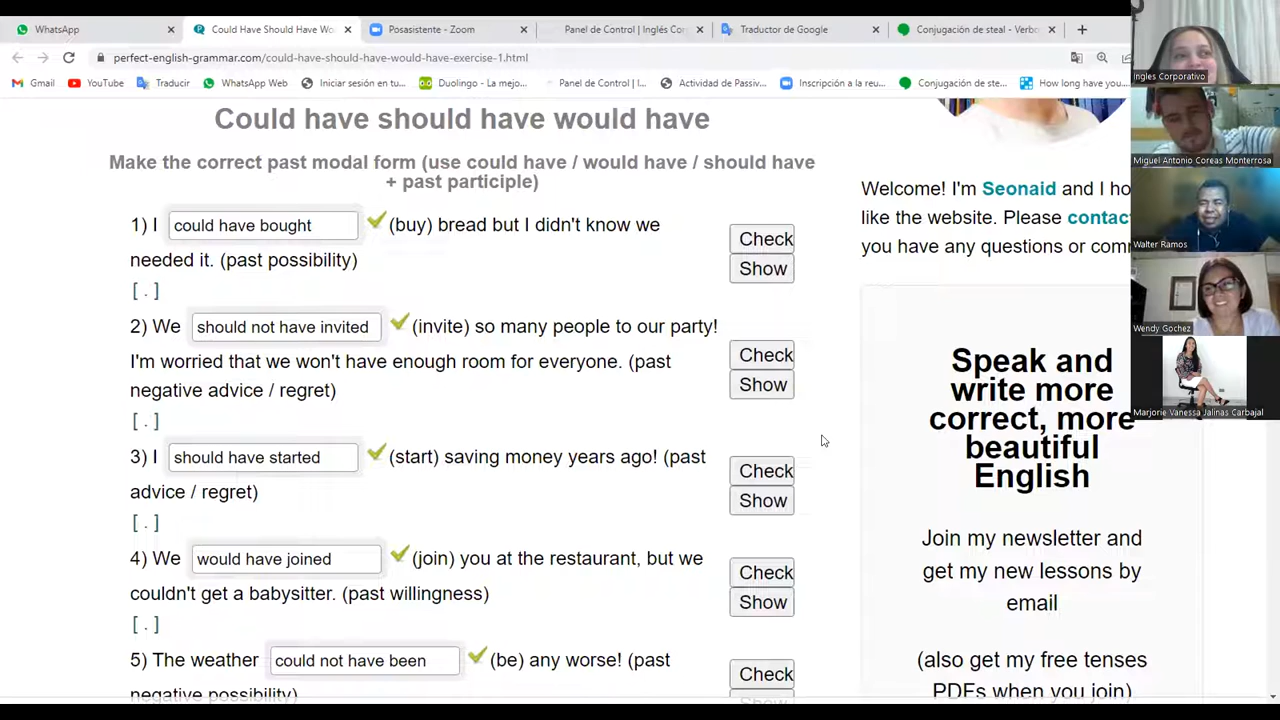 WhatsApp
Could Have Should Have Wo
Posasistente - Zoom
Panel de Control | Inglés Cor
Traductor de Google
Conjugación de steal - Verbo
perfect-english-grammar.com/could-have-should-have-would-have-exercise-1.html
Gmail
YouTube
Traducir
WhatsApp Web
Iniciar sesión en tu...
Duolingo - La mejor...
Panel de Control | I...
Actividad de Passiv...
Inscripción a la reu...
Conjugación de ste...
How long have you...
Could have should have would have
Make the correct past modal form (use could have / would have / should have
+ past participle)
1) I could have bought (buy) bread but I didn't know we
needed it. (past possibility)
[ . ]
Check
Show
2) We should not have invited (invite) so many people to our party!
I'm worried that we won't have enough room for everyone. (past
negative advice / regret)
[ . ]
Check
Show
3) I should have started (start) saving money years ago! (past
advice / regret)
[ . ]
Check
Show
4) We would have joined (join) you at the restaurant, but we
couldn't get a babysitter. (past willingness)
[ . ]
Check
Show
5) The weather could not have been (be) any worse! (past
negative possibility)
Check
Show
Welcome! I'm Seonaid and I ho
like the website. Please contac
you have any questions or com
Speak and
write more
correct, more
beautiful
English
Join my newsletter and
get my new lessons by
email
(also get my free tenses
PDFs when you join)
Ingles Corporativo
Miguel Antonio Coreas Monterrosa
Walter Ramos
Wendy Gochez
Marjorie Vanessa Jalinas Carbajal